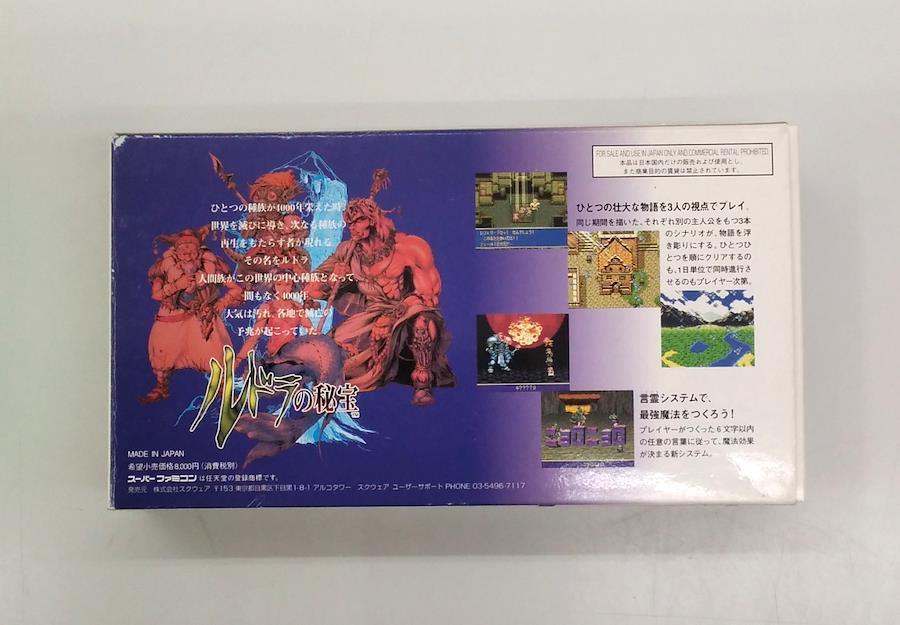 ひとつの種族が4000年栄えた時、
世界を滅びに導き、次なる種族の
再生をもたらす者が現れる。
その名をルドラ
人間族がこの世界の中心種族となって
間もなく4000年
大気は汚れ、各地で滅亡の
予兆が起こっていた。
ルドラの秘宝
TM
MADE IN JAPAN
希望小売価格8,000円(消費税別)
スーパーファミコン は任天堂の登録商標です。
発売元 株式会社スクウェア 〒153 東京都目黒区下目黒1-8-1 アルコタワー スクウェア ユーザーサポート PHONE 03-5496-7117
FOR SALE AND USE IN JAPAN ONLY AND COMMERCIAL RENTAL PROHIBITED.
本品は日本国内だけの販売および使用とし、
また商業目的の賃貸は禁止されています。
ひとつの壮大な物語を3人の視点でプレイ。
同じ期間を描いた、それぞれ別の主人公をもつ3本
のシナリオが、物語を浮
き彫りにする。ひとつひ
とつを順にクリアするの
も、1日単位で同時進行さ
せるのもプレイヤー次第。
言霊システムで、
最強魔法をつくろう!
プレイヤーがつくった6文字以内
の任意の言葉に従って、魔法効果
が決まる新システム。